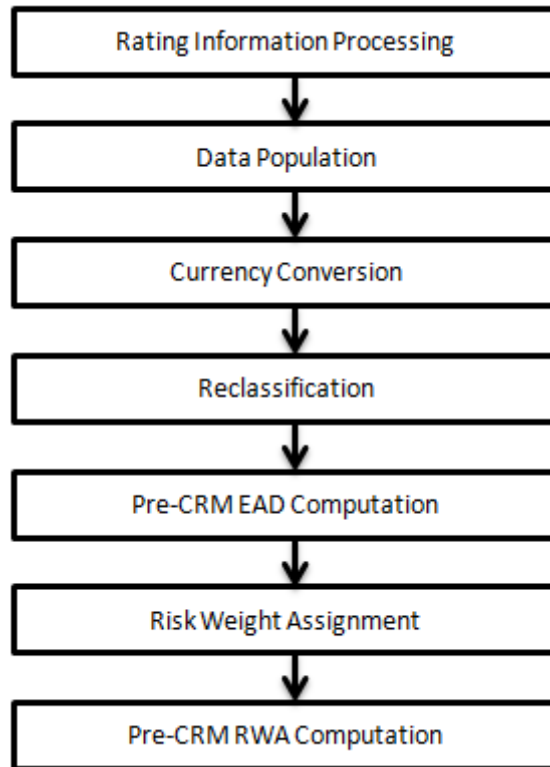 Rating Information Processing
Data Population
Currency Conversion
Reclassification
Pre-CRM EAD Computation
Risk Weight Assignment
Pre-CRM RWA Computation